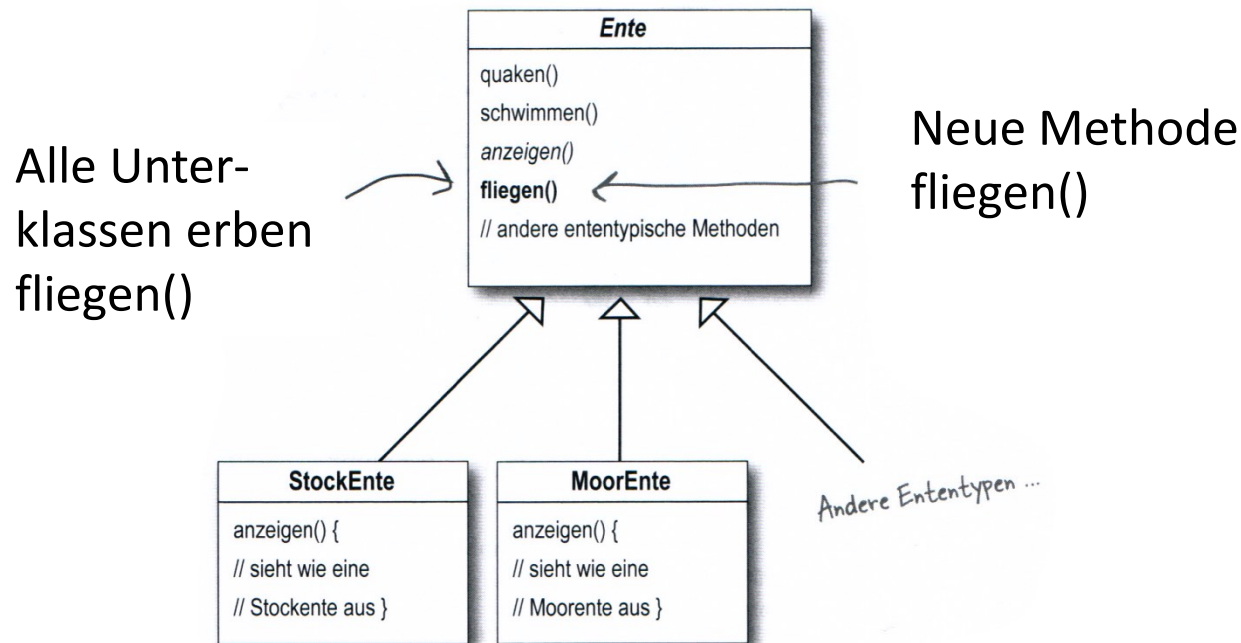 Ente
quaken()
schwimmen()
anzeigen()
fliegen()
// andere ententypische Methoden
Alle Unter-
klassen erben
fliegen()
Neue Methode
fliegen()
StockEnte
anzeigen() {
// sieht wie eine
// Stockente aus }
MoorEnte
anzeigen() {
// sieht wie eine
// Moorente aus }
Andere Ententypen ...